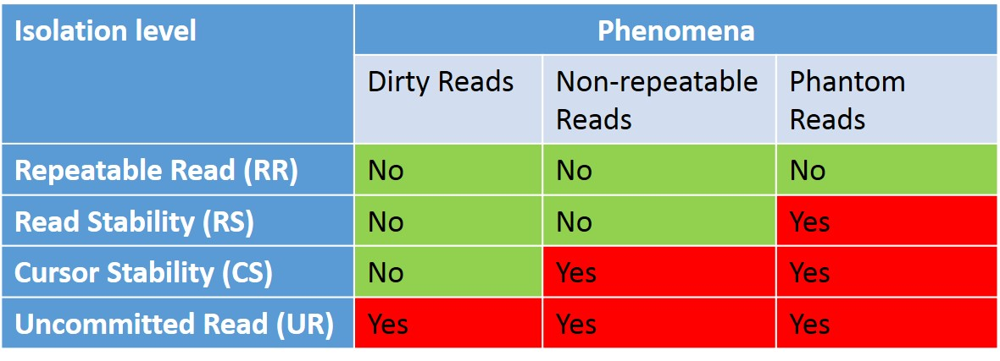 Isolation level
Phenomena
Dirty Reads
Non-repeatable
Reads
Phantom
Reads
Repeatable Read (RR)
No
No
No
Read Stability (RS)
No
No
Yes
Cursor Stability (CS)
No
Yes
Yes
Uncommitted Read (UR)
Yes
Yes
Yes